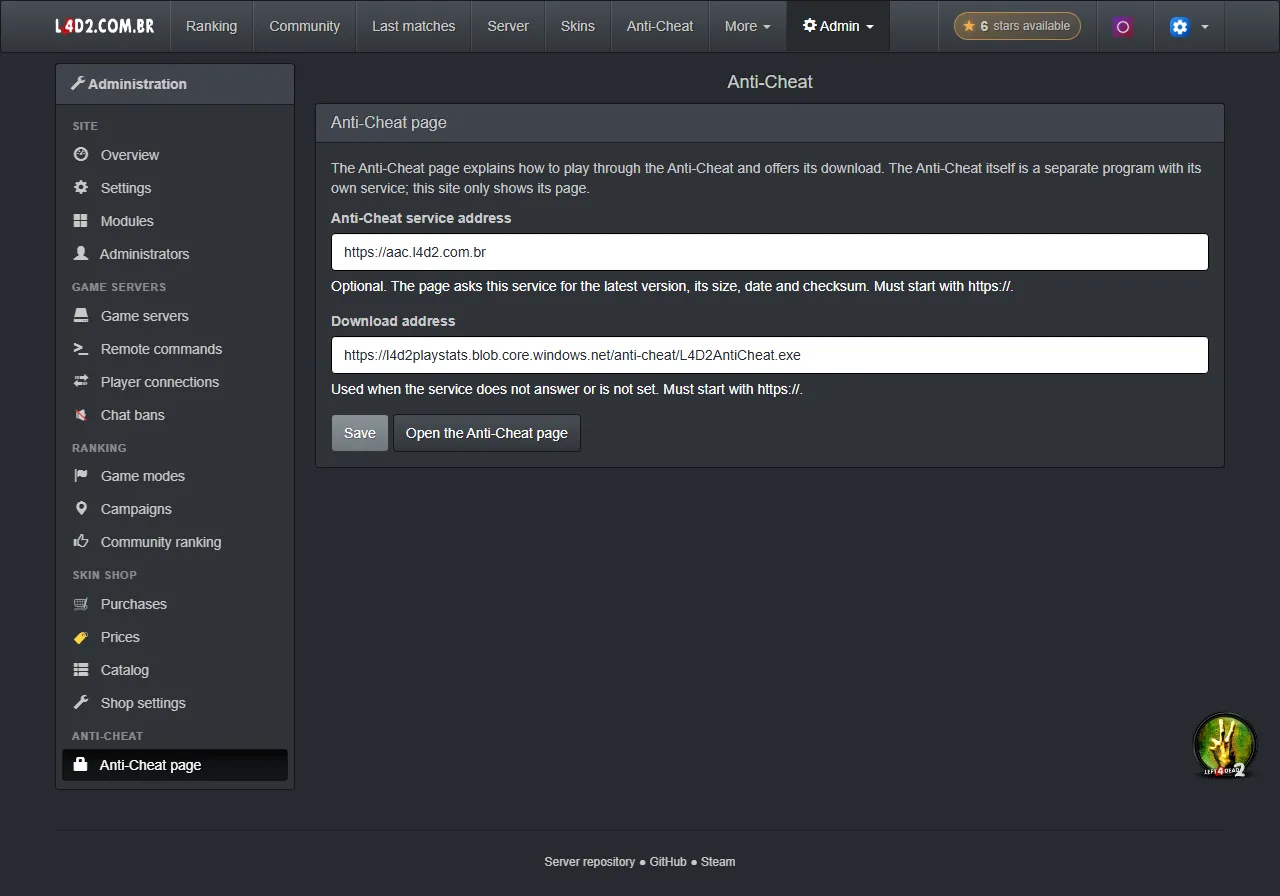 L4D2.COM.BR Ranking Community Last matches Server Skins Anti-Cheat More Admin 6 stars available
Administration
SITE
Overview
Settings
Modules
Administrators
GAME SERVERS
Game servers
Remote commands
Player connections
Chat bans
RANKING
Game modes
Campaigns
Community ranking
SKIN SHOP
Purchases
Prices
Catalog
Shop settings
ANTI-CHEAT
Anti-Cheat page
Anti-Cheat
Anti-Cheat page
The Anti-Cheat page explains how to play through the Anti-Cheat and offers its download. The Anti-Cheat itself is a separate program with its
own service; this site only shows its page.
Anti-Cheat service address
https://aac.l4d2.com.br
Optional. The page asks this service for the latest version, its size, date and checksum. Must start with https://.
Download address
https://l4d2playstats.blob.core.windows.net/anti-cheat/L4D2AntiCheat.exe
Used when the service does not answer or is not set. Must start with https://.
Save Open the Anti-Cheat page
LEFT4DEAD2
Server repository ● GitHub ● Steam